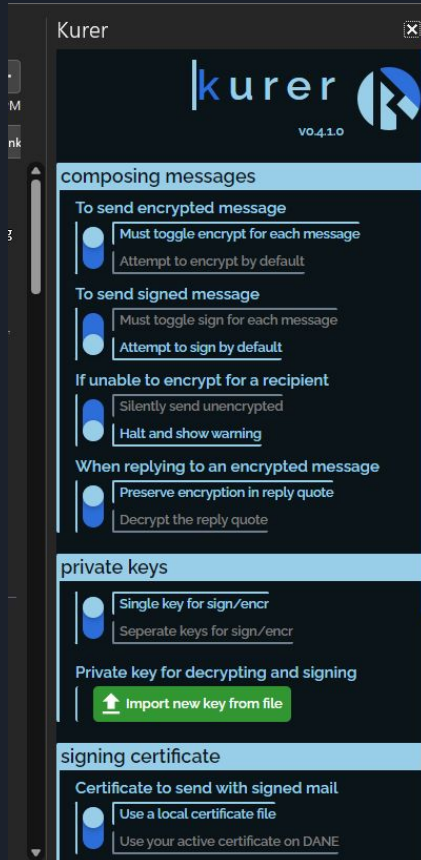 Kurer
PM
nk
kurer
v0.4.1.0
composing messages
To send encrypted message
Must toggle encrypt for each message
Attempt to encrypt by default
To send signed message
Must toggle sign for each message
Attempt to sign by default
If unable to encrypt for a recipient
Silently send unencrypted
Halt and show warning
When replying to an encrypted message
Preserve encryption in reply quote
Decrypt the reply quote
private keys
Single key for sign/encr
Seperate keys for sign/encr
Private key for decrypting and signing
Import new key from file
signing certificate
Certificate to send with signed mail
Use a local certificate file
Use your active certificate on DANE